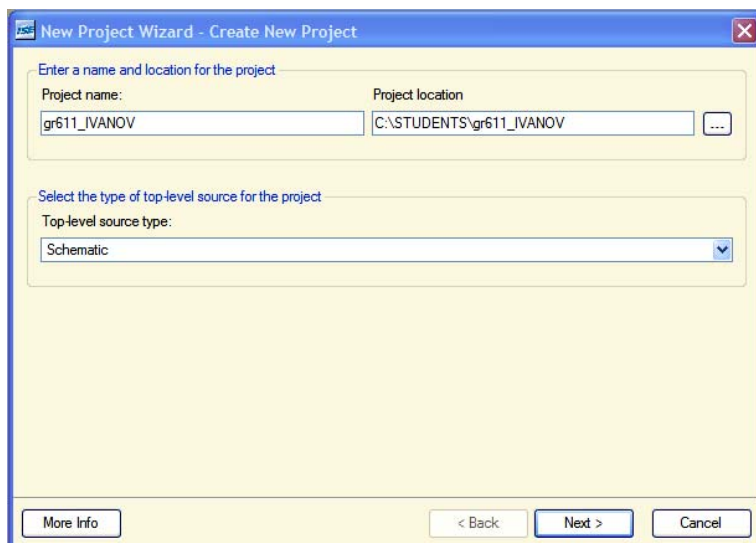 ISE New Project Wizard - Create New Project
Enter a name and location for the project
Project name: Project location
gr611_IVANOV C:\STUDENTS\gr611_IVANOV ...
Select the type of top-level source for the project
Top-level source type:
Schematic
More Info < Back Next > Cancel